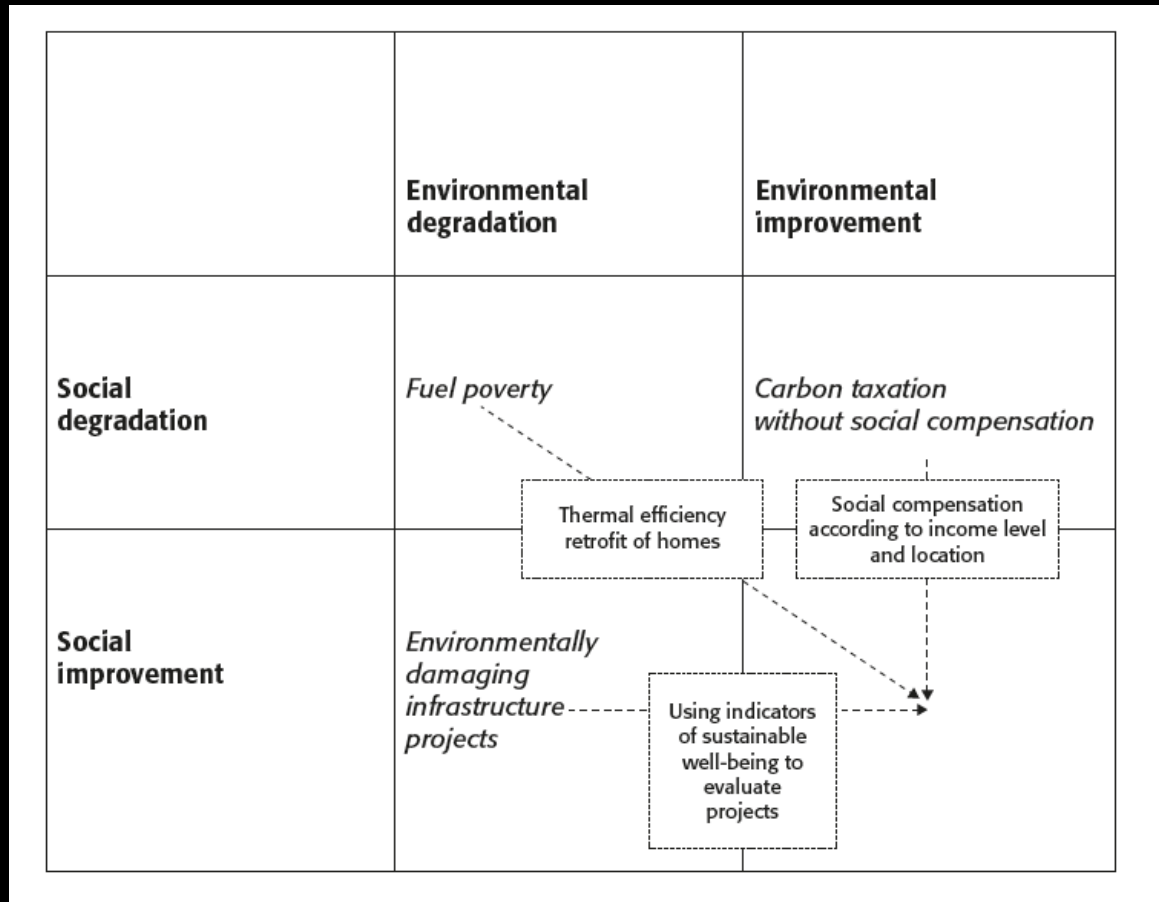 Environmental
degradation
Environmental
improvement
Social
degradation
Fuel poverty
Carbon taxation
without social compensation
Thermal efficiency
retrofit of homes
Social compensation
according to income level
and location
Social
improvement
Environmentally
damaging
infrastructure
projects
Using indicators
of sustainable
well-being to
evaluate
projects